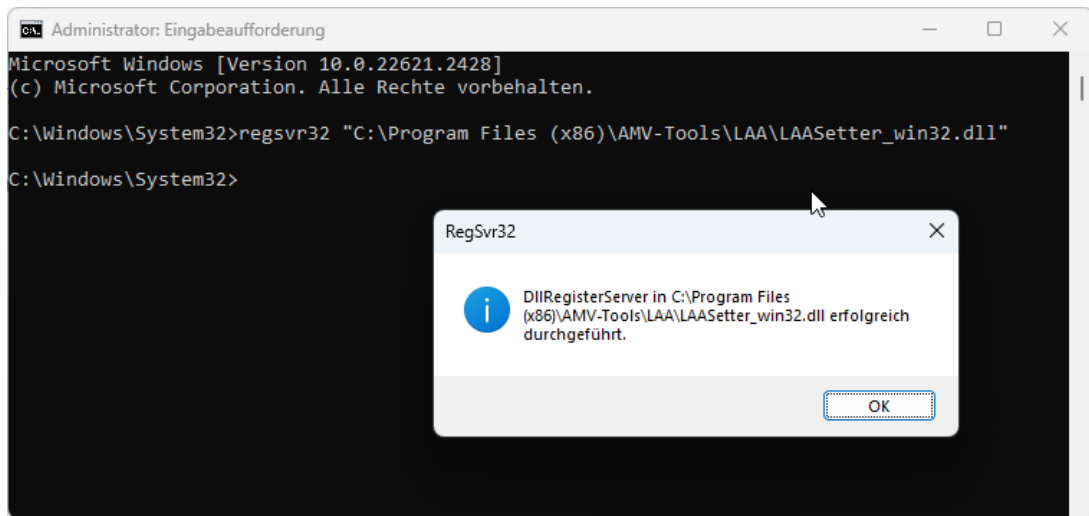 Administrator: Eingabeaufforderung
Microsoft Windows [Version 10.0.22621.2428]
(c) Microsoft Corporation. Alle Rechte vorbehalten.
C:\Windows\System32>regsvr32 "C:\Program Files (x86)\AMV-Tools\LAA\LAASetter_win32.dll"
C:\Windows\System32>
RegSvr32
DllRegisterServer in C:\Program Files
(x86)\AMV-Tools\LAA\LAASetter_win32.dll erfolgreich
durchgeführt.
OK